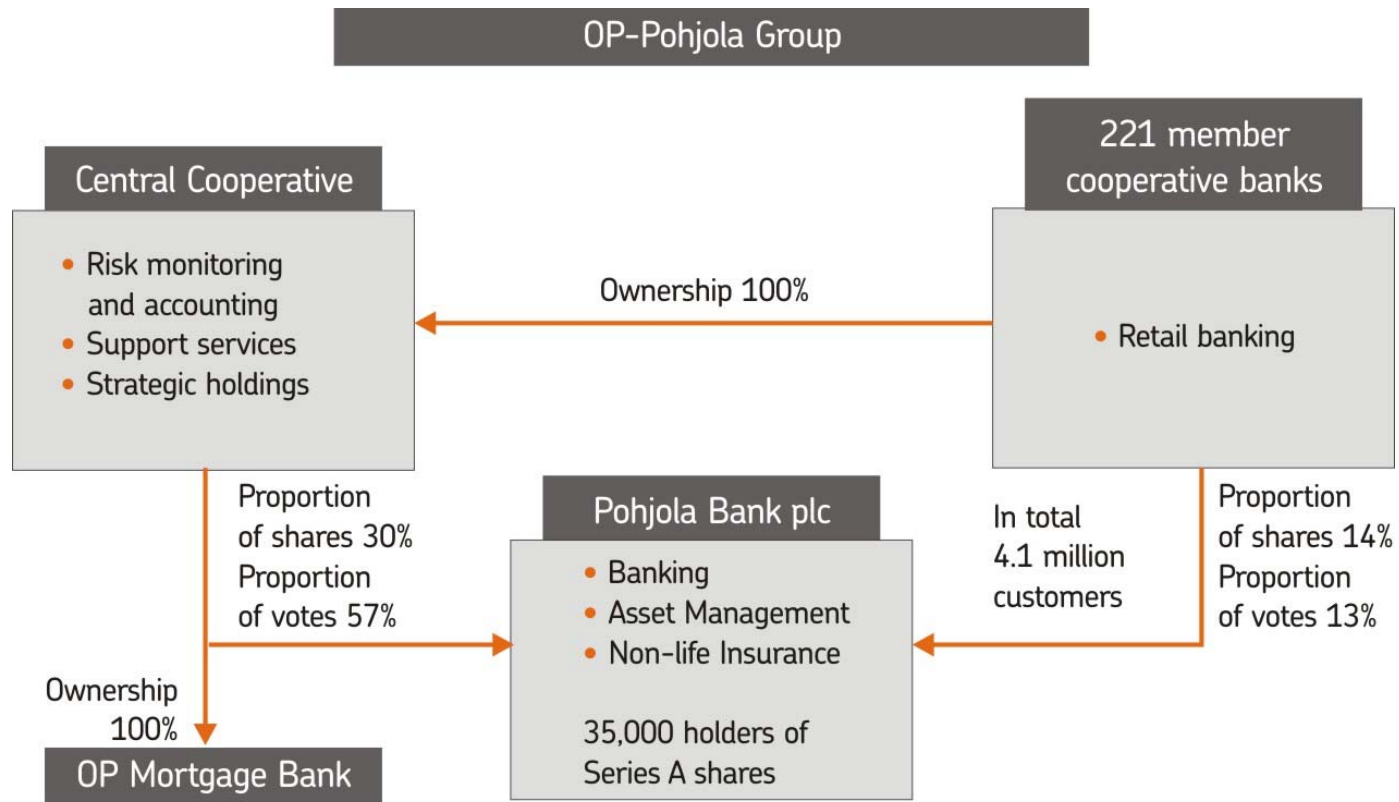 OP-Pohjola Group
Central Cooperative
• Risk monitoring
and accounting
• Support services
• Strategic holdings
Ownership 100%
221 member
cooperative banks
• Retail banking
Proportion
of shares 30%
Proportion
of votes 57%
Ownership
100%
OP Mortgage Bank
Pohjola Bank plc
• Banking
• Asset Management
• Non-life Insurance
35,000 holders of
Series A shares
In total
4.1 million
customers
Proportion
of shares 14%
Proportion
of votes 13%